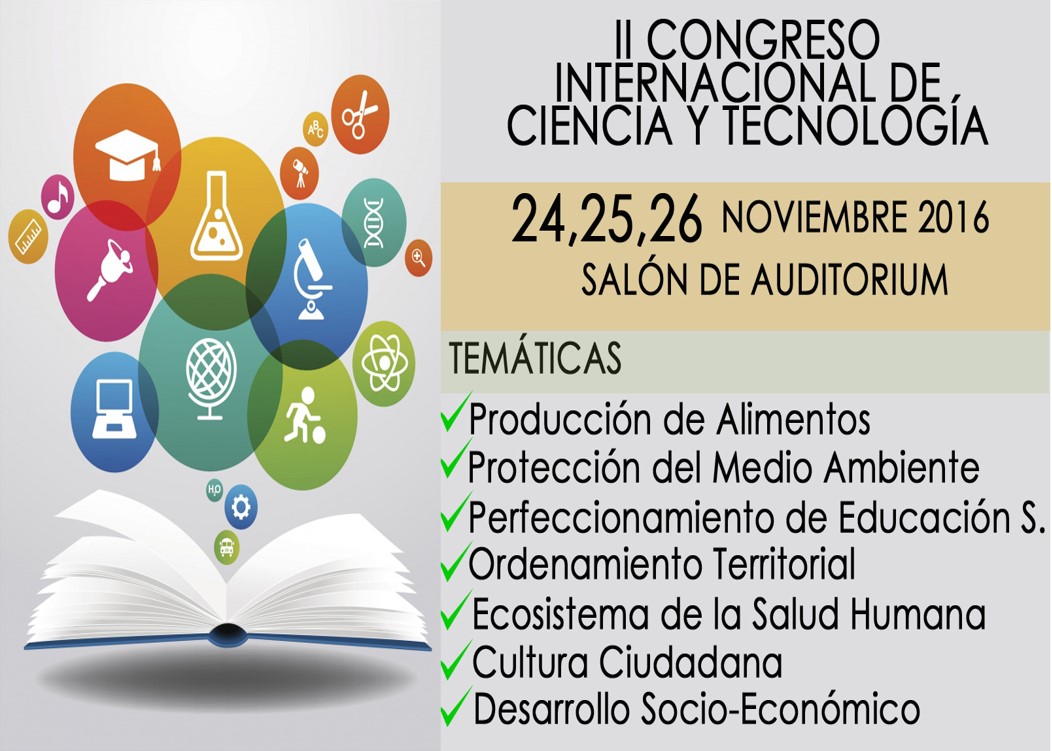 II CONGRESO
INTERNACIONAL DE
CIENCIA Y TECNOLOGÍA
24,25,26 NOVIEMBRE 2016
SALÓN DE AUDITORIUM
TEMÁTICAS
Producción de Alimentos
Protección del Medio Ambiente
Perfeccionamiento de Educación S.
Ordenamiento Territorial
Ecosistema de la Salud Humana
Cultura Ciudadana
Desarrollo Socio-Económico
ABC
H2O